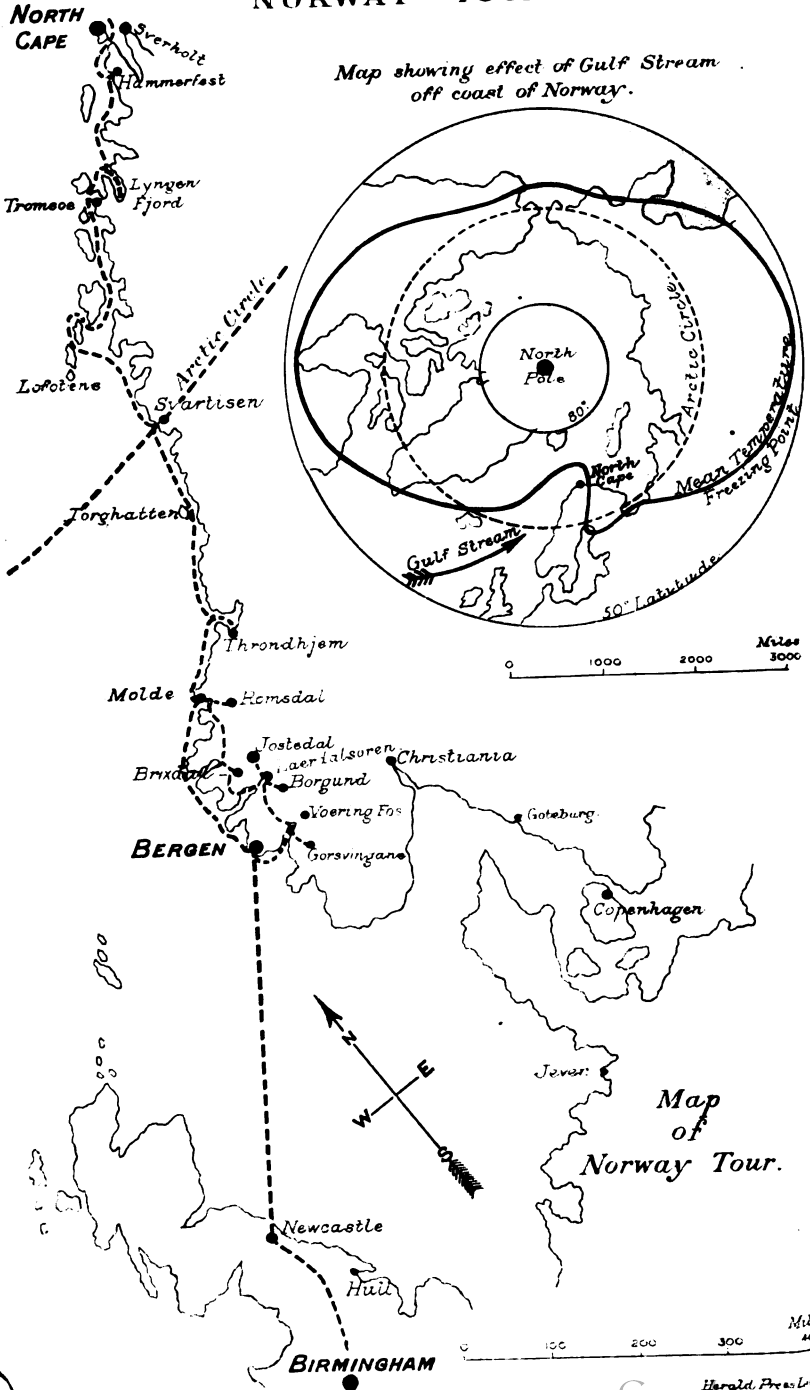 NORWAY
NORTH
CAPE
Sverholt
Hammerfest
Lyngen
Fjord
Tromsoe
Arctic Circle
Lofotens
Svartisen
Torghatten
Throndhjem
Molde
Romsdal
Jostedal
Brixdal
Borgund
Christiania
Voering Fos
Goteburg.
BERGEN
Gorsvingane
Copenhagen
Map showing effect of Gulf Stream
off coast of Norway.
North
Pole
80°
Arctic Circle
North
Cape
Mean Temperature
Freezing Point
Gulf Stream
50° Latitude
Miles
0 1000 2000 3000
N
E
W
S
Jever
Map
of
Norway Tour.
Newcastle
Hull
BIRMINGHAM
0 100 200 300
Herald Press